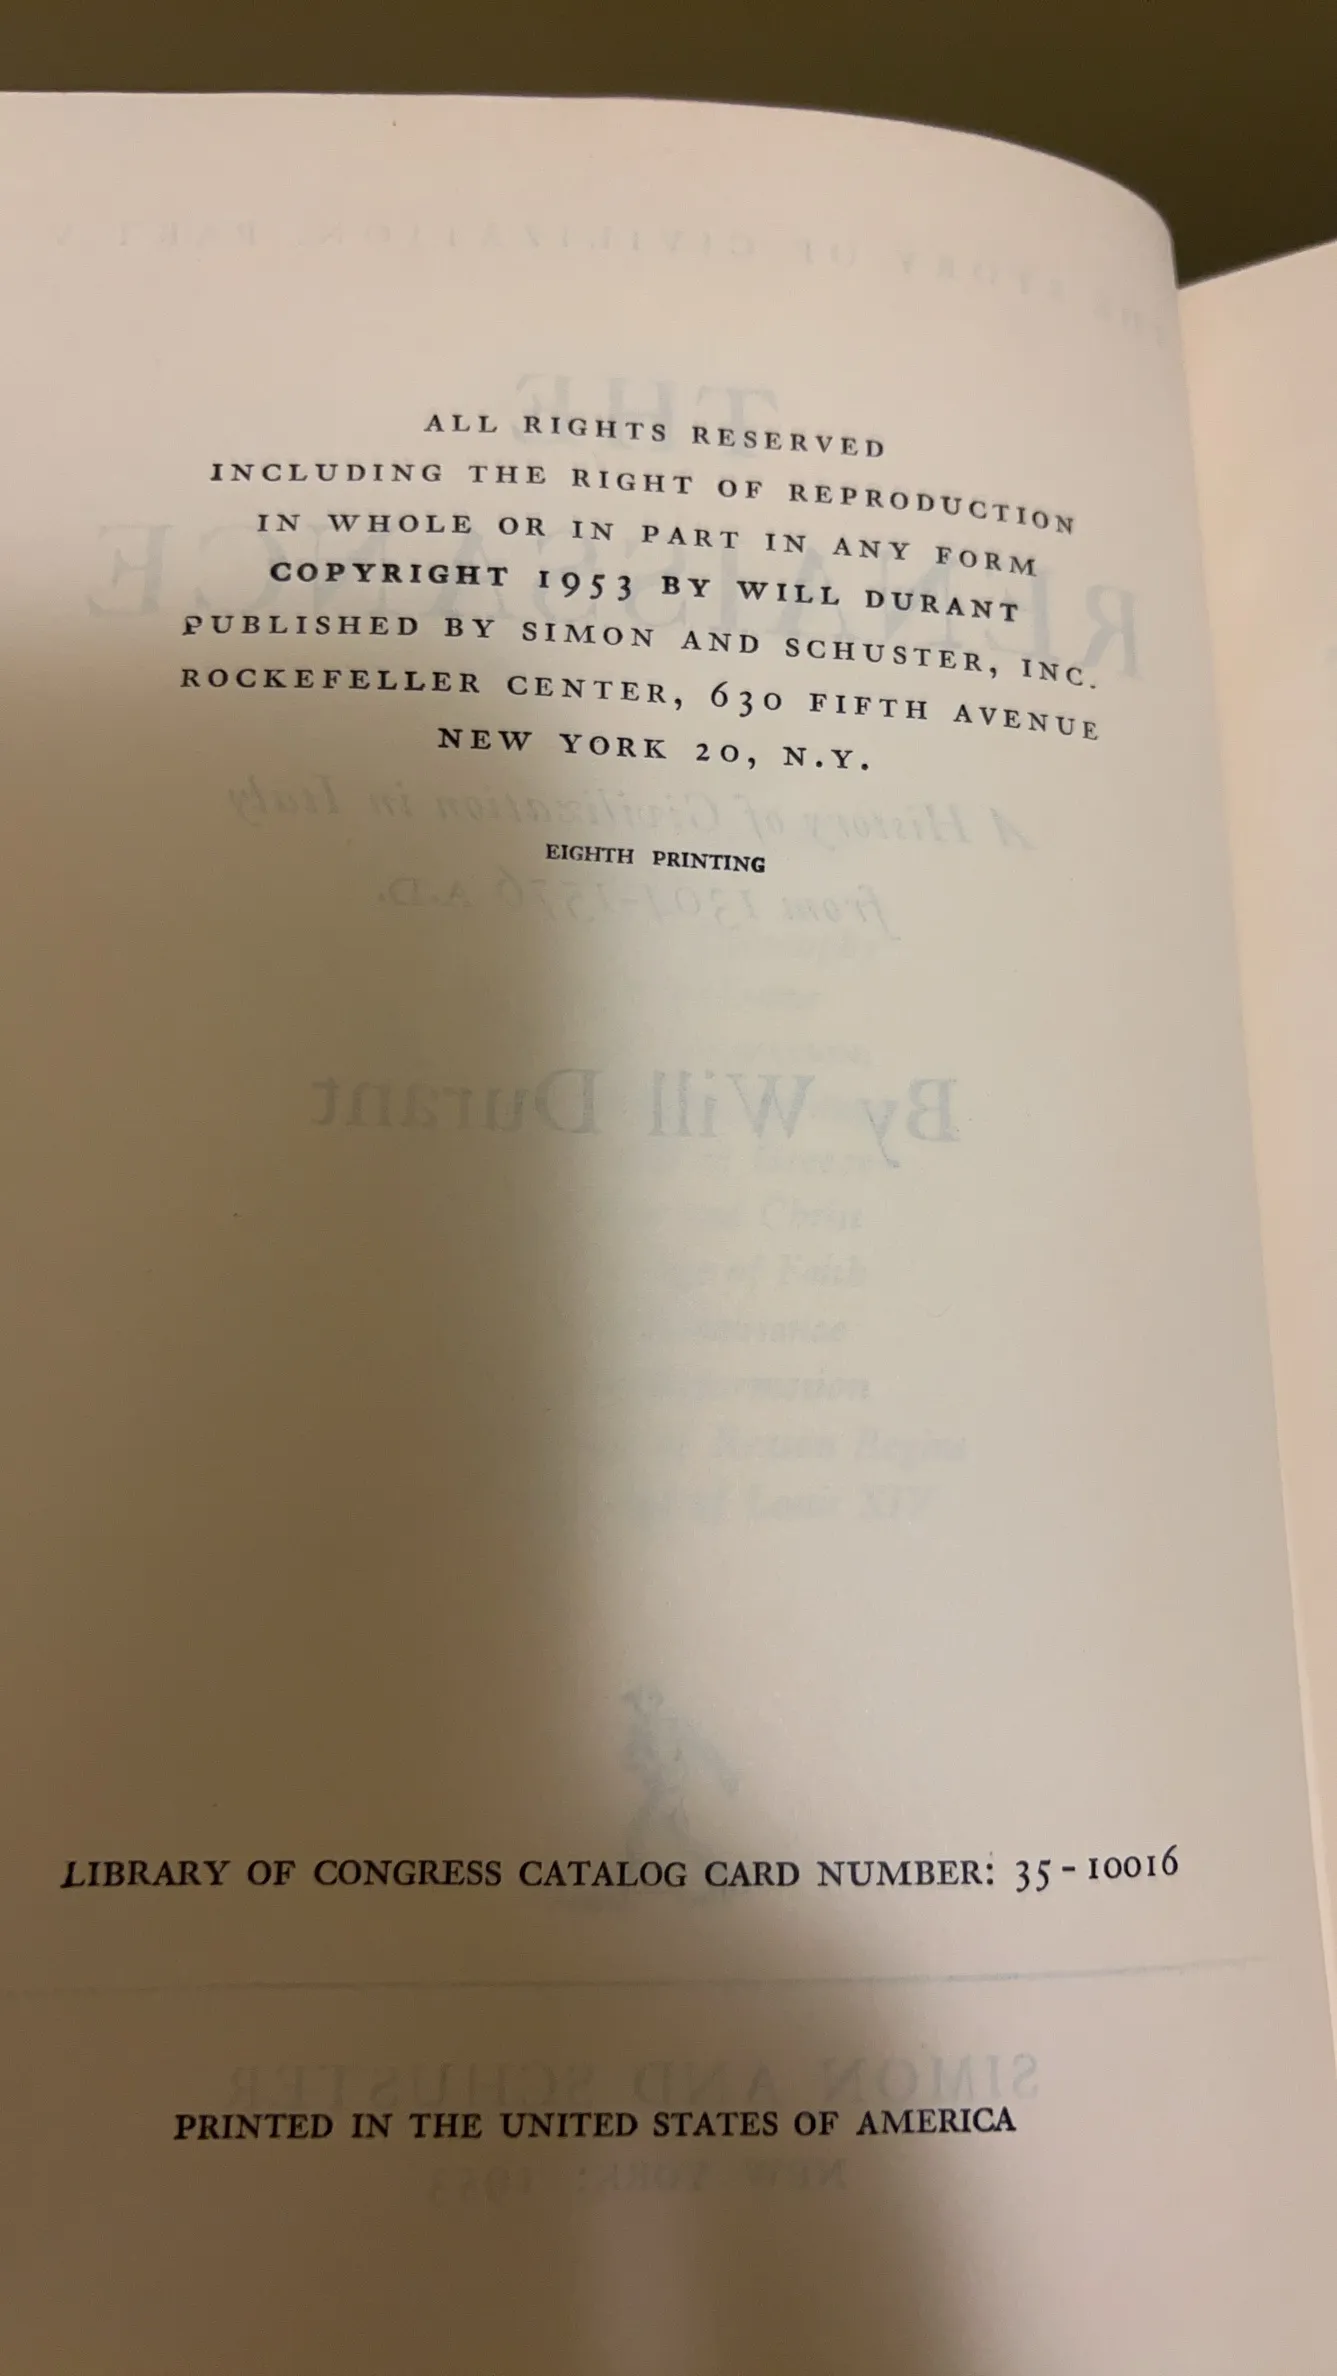 ALL RIGHTS RESERVED
INCLUDING THE RIGHT OF REPRODUCTION
IN WHOLE OR IN PART IN ANY FORM
COPYRIGHT 1953 BY WILL DURANT
PUBLISHED BY SIMON AND SCHUSTER, INC.
ROCKEFELLER CENTER, 630 FIFTH AVENUE
NEW YORK 20, N.Y.
EIGHTH PRINTING
LIBRARY OF CONGRESS CATALOG CARD NUMBER: 35-10016
PRINTED IN THE UNITED STATES OF AMERICA